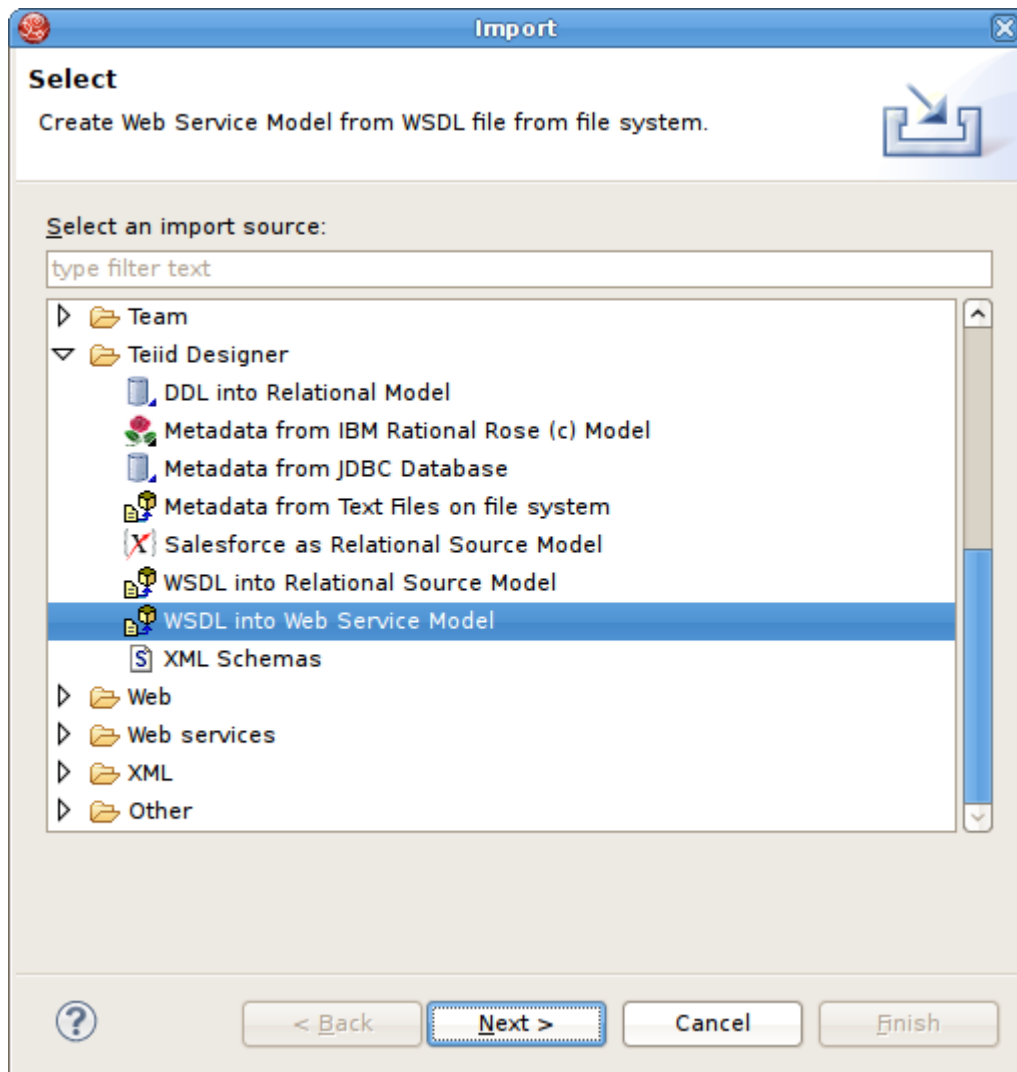 Import
Select
Create Web Service Model from WSDL file from file system.
Select an import source:
type filter text
Team
Teiid Designer
DDL into Relational Model
Metadata from IBM Rational Rose (c) Model
Metadata from JDBC Database
Metadata from Text Files on file system
Salesforce as Relational Source Model
WSDL into Relational Source Model
WSDL into Web Service Model
XML Schemas
Web
Web services
XML
Other
< Back Next > Cancel Finish